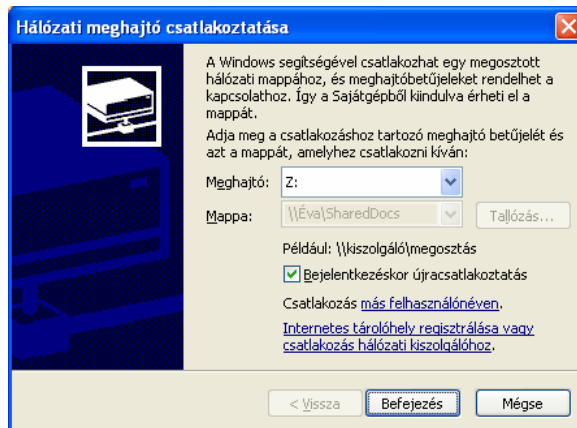 Hálózati meghajtó csatlakoztatása
A Windows segítségével csatlakozhat egy megosztott
hálózati mappához, és meghajtóbetűjeleket rendelhet a
kapcsolathoz. Így a Sajátgépből kiindulva érheti el a
mappát.
Adja meg a csatlakozáshoz tartozó meghajtó betűjelét és
azt a mappát, amelyhez csatlakozni kíván:
Meghajtó: Z:
Mappa: \\Éva\SharedDocs Tallózás...
Például: \\kiszolgáló\megosztás
Bejelentkezéskor újracsatlakoztatás
Csatlakozás más felhasználónéven.
Internetes tárolóhely regisztrálása vagy
csatlakozás hálózati kiszolgálóhoz.
< Vissza Befejezés Mégse